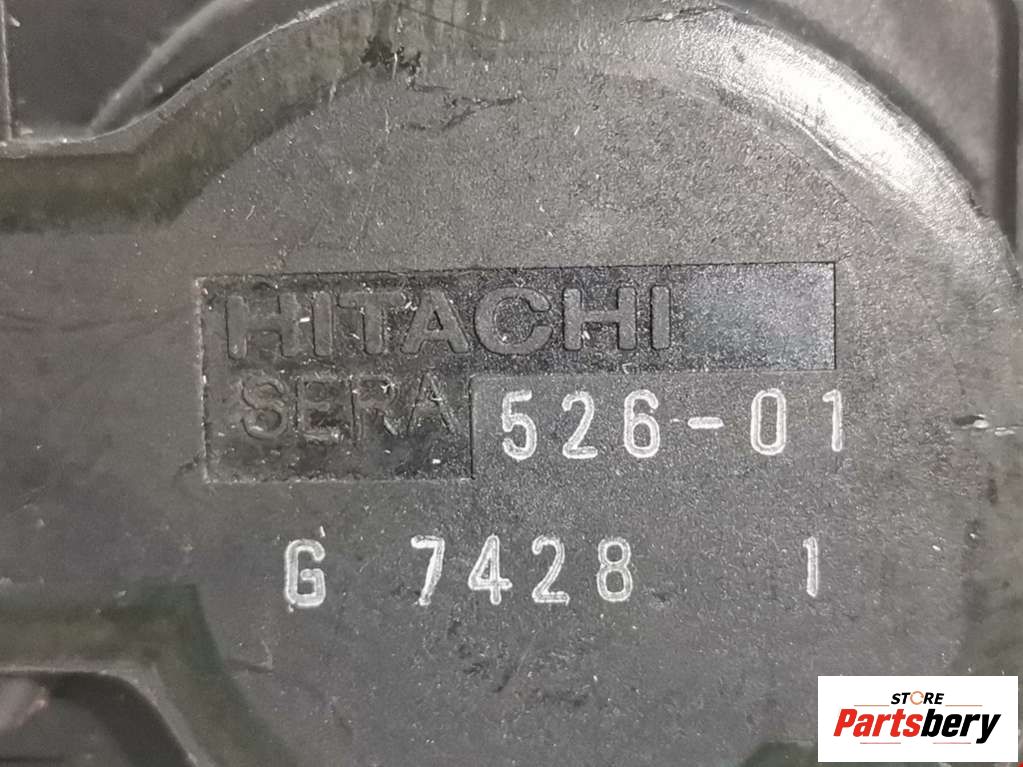 HITACHI
SERA 526-01
G 7428 1
STORE
Partsbery